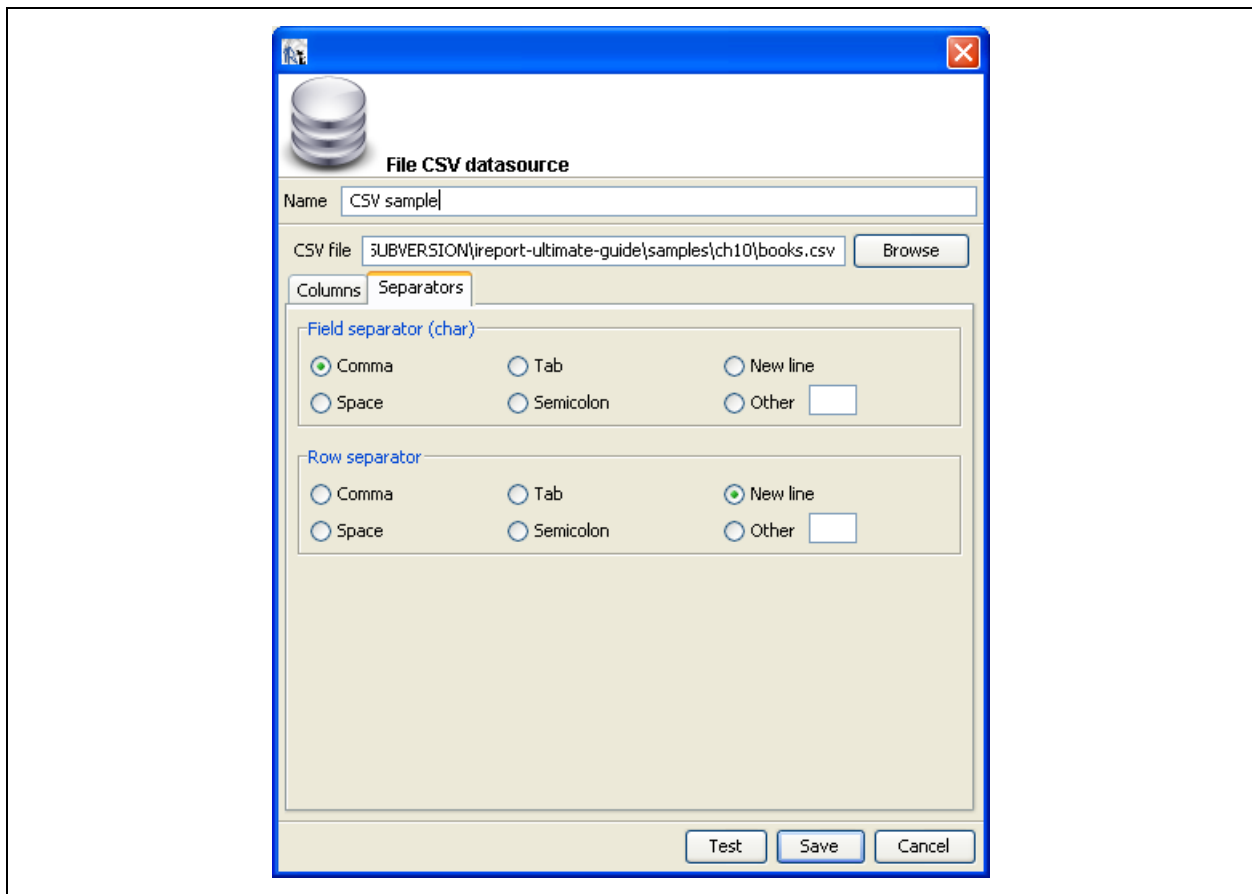 File CSV datasource
Name CSV sample
CSV file SUBVERSION\ireport-ultimate-guide\samples\ch10\books.csv Browse
Columns Separators
Field separator (char)
Comma Tab New line
Space Semicolon Other
Row separator
Comma Tab New line
Space Semicolon Other
Test Save Cancel